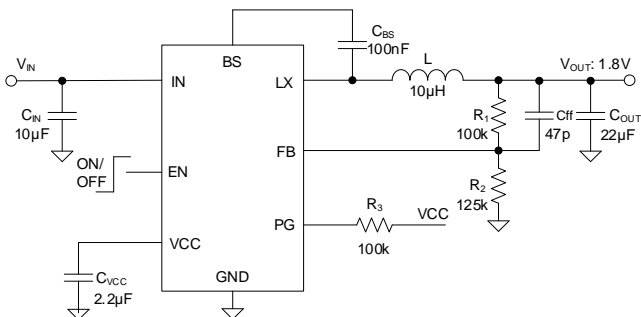 C_BS
100nF
BS
V_IN
IN
LX
L
10µH
V_OUT: 1.8V
C_IN
10µF
R_1
100k
Cff
47p
C_OUT
22µF
ON/
OFF
EN
FB
R_2
125k
VCC
PG
R_3
100k
VCC
C_VCC
2.2µF
GND